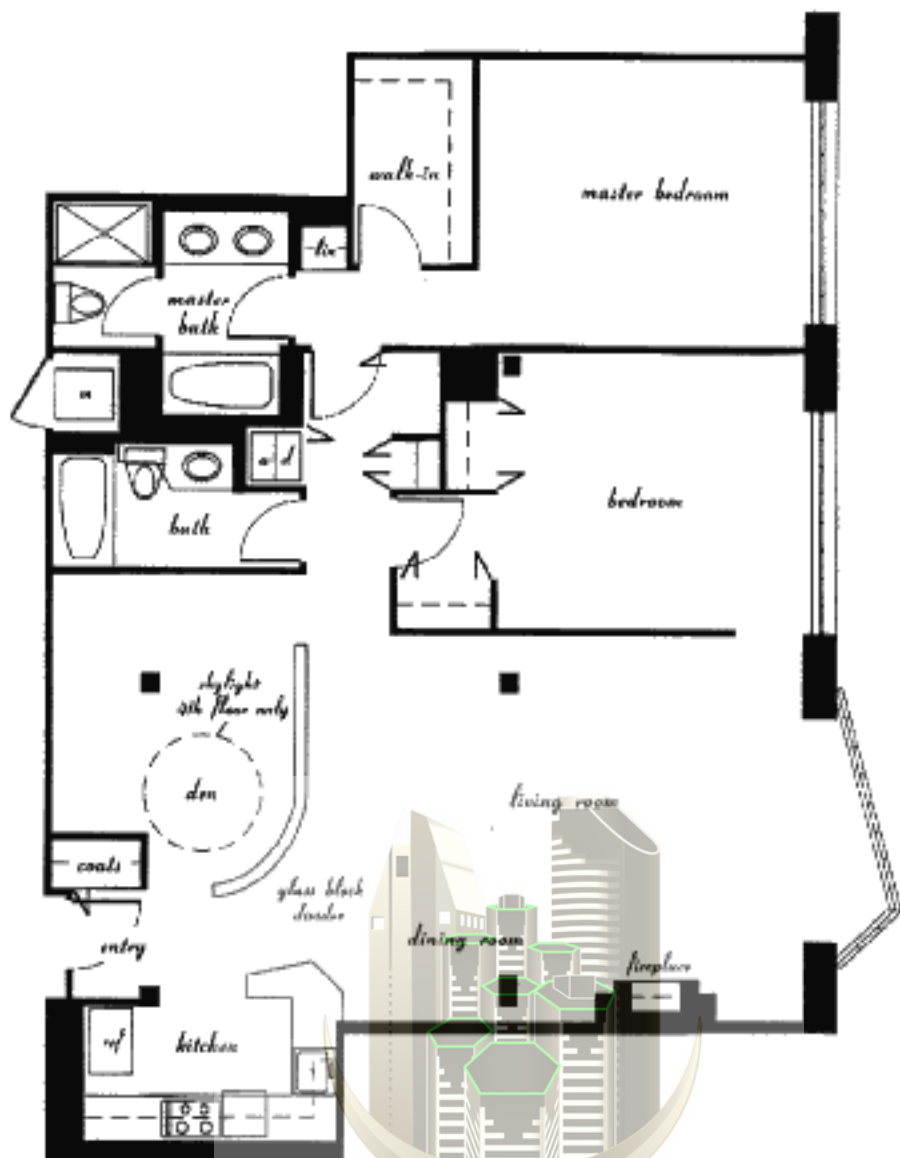 walk-in
master bedroom
lin
master
bath
m
w d
bath
bedroom
skylight
4th floor only
den
living room
coats
glass block
divider
entry
dining room
fireplace
ref
kitchen